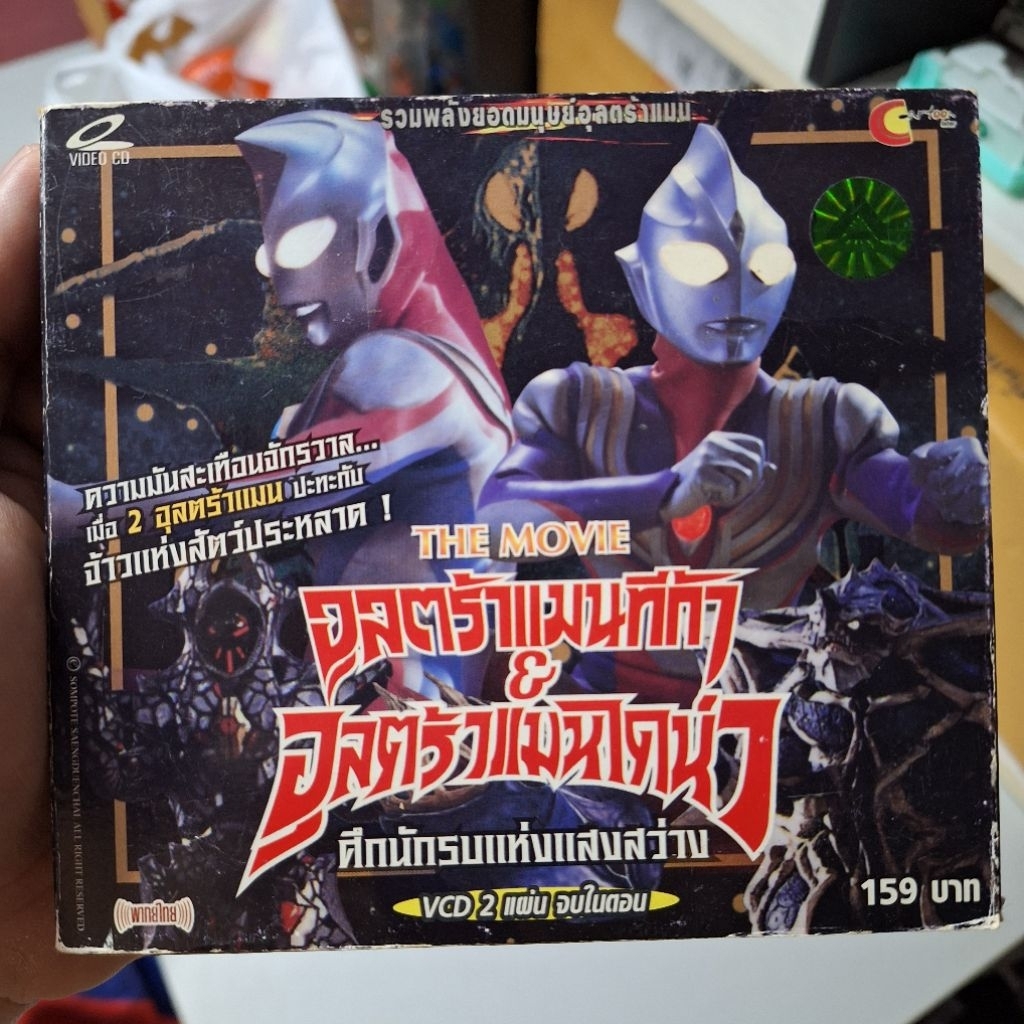 รวมพลังยอดมนุษย์อุลตร้าแมน
VIDEO CD
ความมันสะเทือนจักรวาล...
เมื่อ 2 อุลตร้าแมน ปะทะกับ
จ้าวแห่งสัตว์ประหลาด !
THE MOVIE
อุลตร้าแมนทีก้า
&
อุลตร้าแมนไดน่า
ศึกนักรบแห่งแสงสว่าง
VCD 2 แผ่น จบในตอน
159 บาท
พากย์ไทย
© SOMPOTE SAENGDUENCHAI ALL RIGHT RESERVED